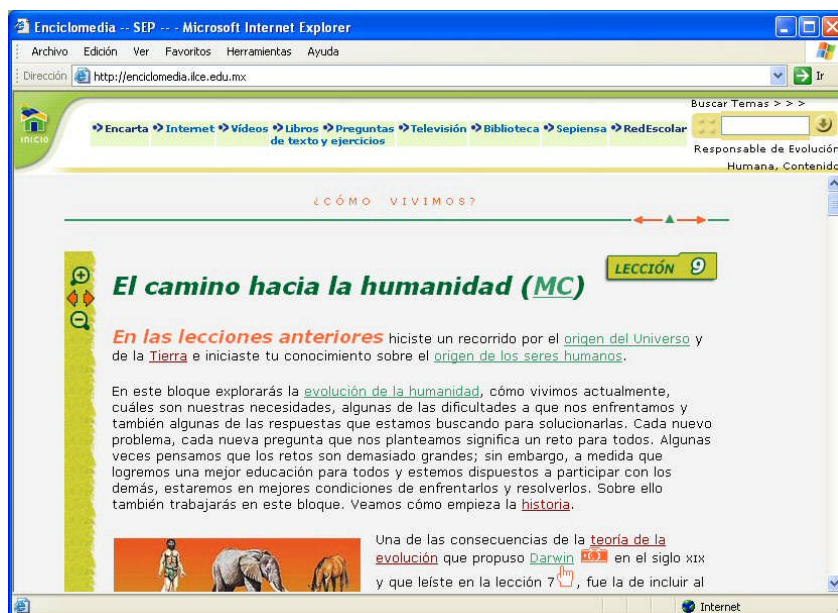 Enciclomedia -- SEP -- - Microsoft Internet Explorer
Archivo Edición Ver Favoritos Herramientas Ayuda
Dirección http://enciclomedia.ilce.edu.mx Ir
Buscar Temas > > >
INICIO
Encarta Internet Vídeos Libros Preguntas Televisión Biblioteca Sepiensa RedEscolar
de texto y ejercicios
Responsable de Evolución
Humana, Contenido
¿CÓMO VIVIMOS?
LECCIÓN 9
El camino hacia la humanidad (MC)
En las lecciones anteriores hiciste un recorrido por el origen del Universo y
de la Tierra e iniciaste tu conocimiento sobre el origen de los seres humanos.
En este bloque explorarás la evolución de la humanidad, cómo vivimos actualmente,
cuáles son nuestras necesidades, algunas de las dificultades a que nos enfrentamos y
también algunas de las respuestas que estamos buscando para solucionarlas. Cada nuevo
problema, cada nueva pregunta que nos planteamos significa un reto para todos. Algunas
veces pensamos que los retos son demasiado grandes; sin embargo, a medida que
logremos una mejor educación para todos y estemos dispuestos a participar con los
demás, estaremos en mejores condiciones de enfrentarlos y resolverlos. Sobre ello
también trabajarás en este bloque. Veamos cómo empieza la historia.
Una de las consecuencias de la teoría de la
evolución que propuso Darwin en el siglo XIX
y que leíste en la lección 7, fue la de incluir al
Internet